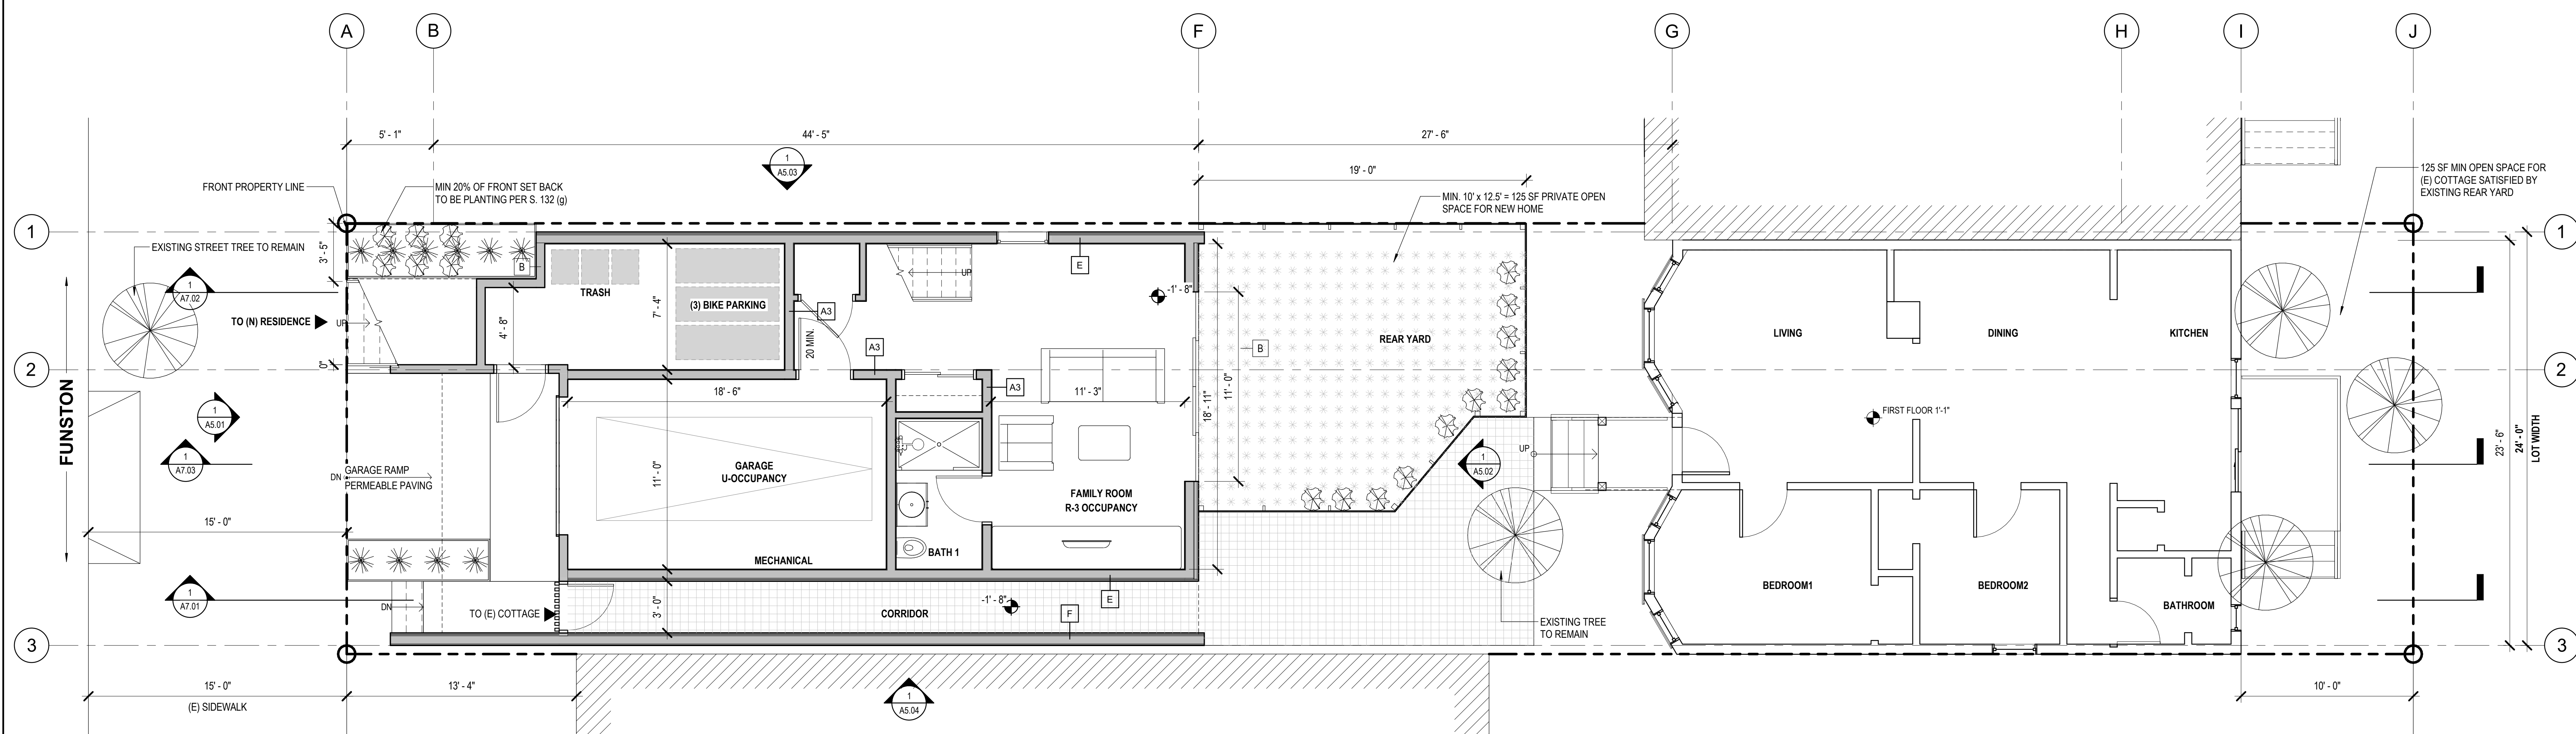 A
B
F
G
H
I
J
5' - 1"
44' - 5"
27' - 6"
19' - 0"
1
A5.03
FRONT PROPERTY LINE
MIN 20% OF FRONT SET BACK
TO BE PLANTING PER S. 132 (g)
MIN. 10' x 12.5' = 125 SF PRIVATE OPEN
SPACE FOR NEW HOME
125 SF MIN OPEN SPACE FOR
(E) COTTAGE SATISFIED BY
EXISTING REAR YARD
1
1
EXISTING STREET TREE TO REMAIN
3' - 5"
B
E
1
A7.02
TRASH
7' - 4"
(3) BIKE PARKING
A3
UP
-1' - 8"
TO (N) RESIDENCE
UP
4' - 8"
20 MIN.
A3
REAR YARD
B
LIVING
DINING
KITCHEN
2
0"
2
FUNSTON
18' - 6"
A3
11' - 3"
18' - 11"
11' - 0"
FIRST FLOOR 1'-1"
1
A5.01
23' - 6"
24' - 0"
LOT WIDTH
1
A7.03
DN
GARAGE RAMP
PERMEABLE PAVING
11' - 0"
GARAGE
U-OCCUPANCY
FAMILY ROOM
R-3 OCCUPANCY
1
A5.02
UP
15' - 0"
MECHANICAL
BATH 1
1
A7.01
DN
TO (E) COTTAGE
3' - 0"
CORRIDOR
-1' - 8"
E
F
BEDROOM1
BEDROOM2
BATHROOM
EXISTING TREE
TO REMAIN
3
3
15' - 0"
(E) SIDEWALK
13' - 4"
1
A5.04
10' - 0"